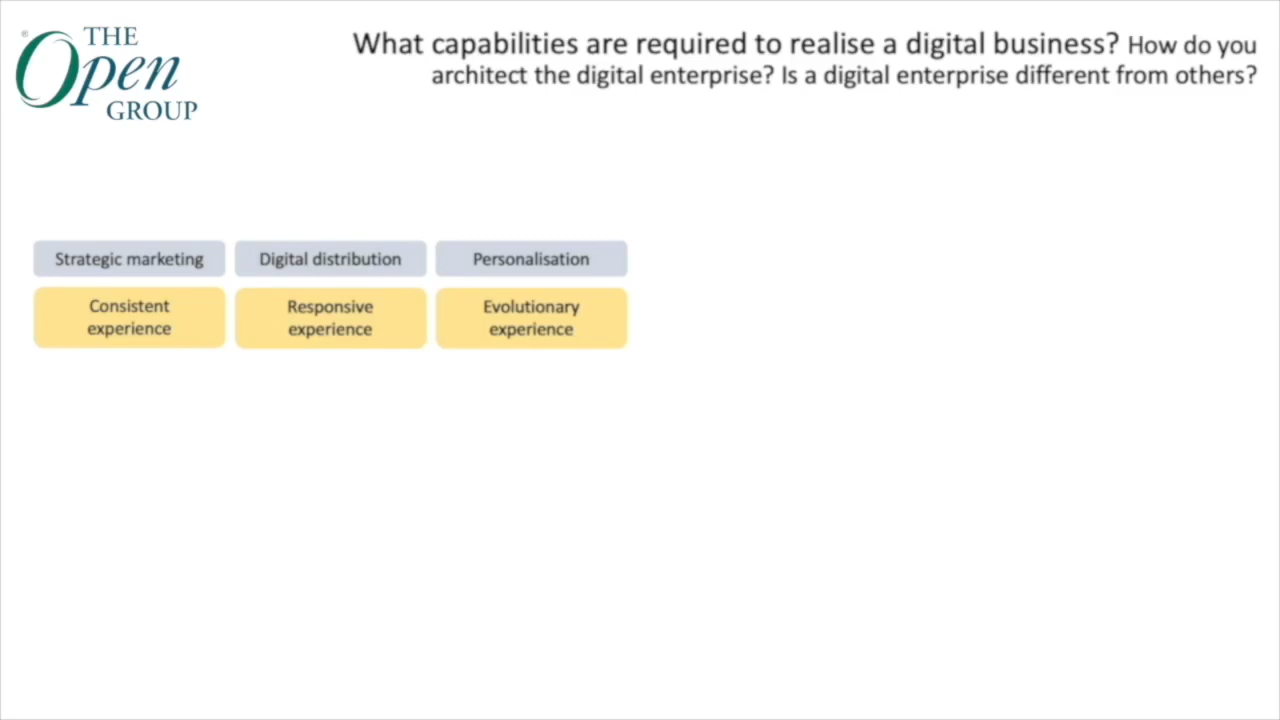 ® THE
Open
GROUP
What capabilities are required to realise a digital business? How do you
architect the digital enterprise? Is a digital enterprise different from others?
Strategic marketing
Digital distribution
Personalisation
Consistent
experience
Responsive
experience
Evolutionary
experience